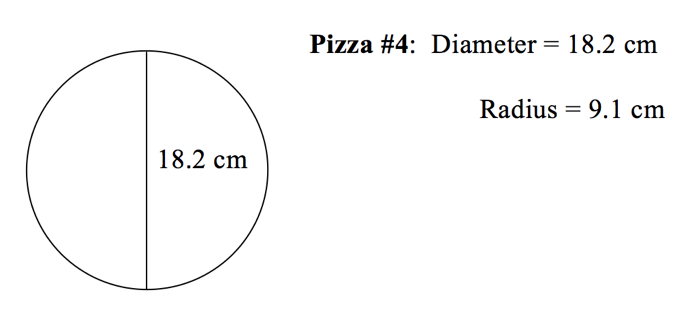 Pizza #4: Diameter = 18.2 cm
Radius = 9.1 cm
18.2 cm